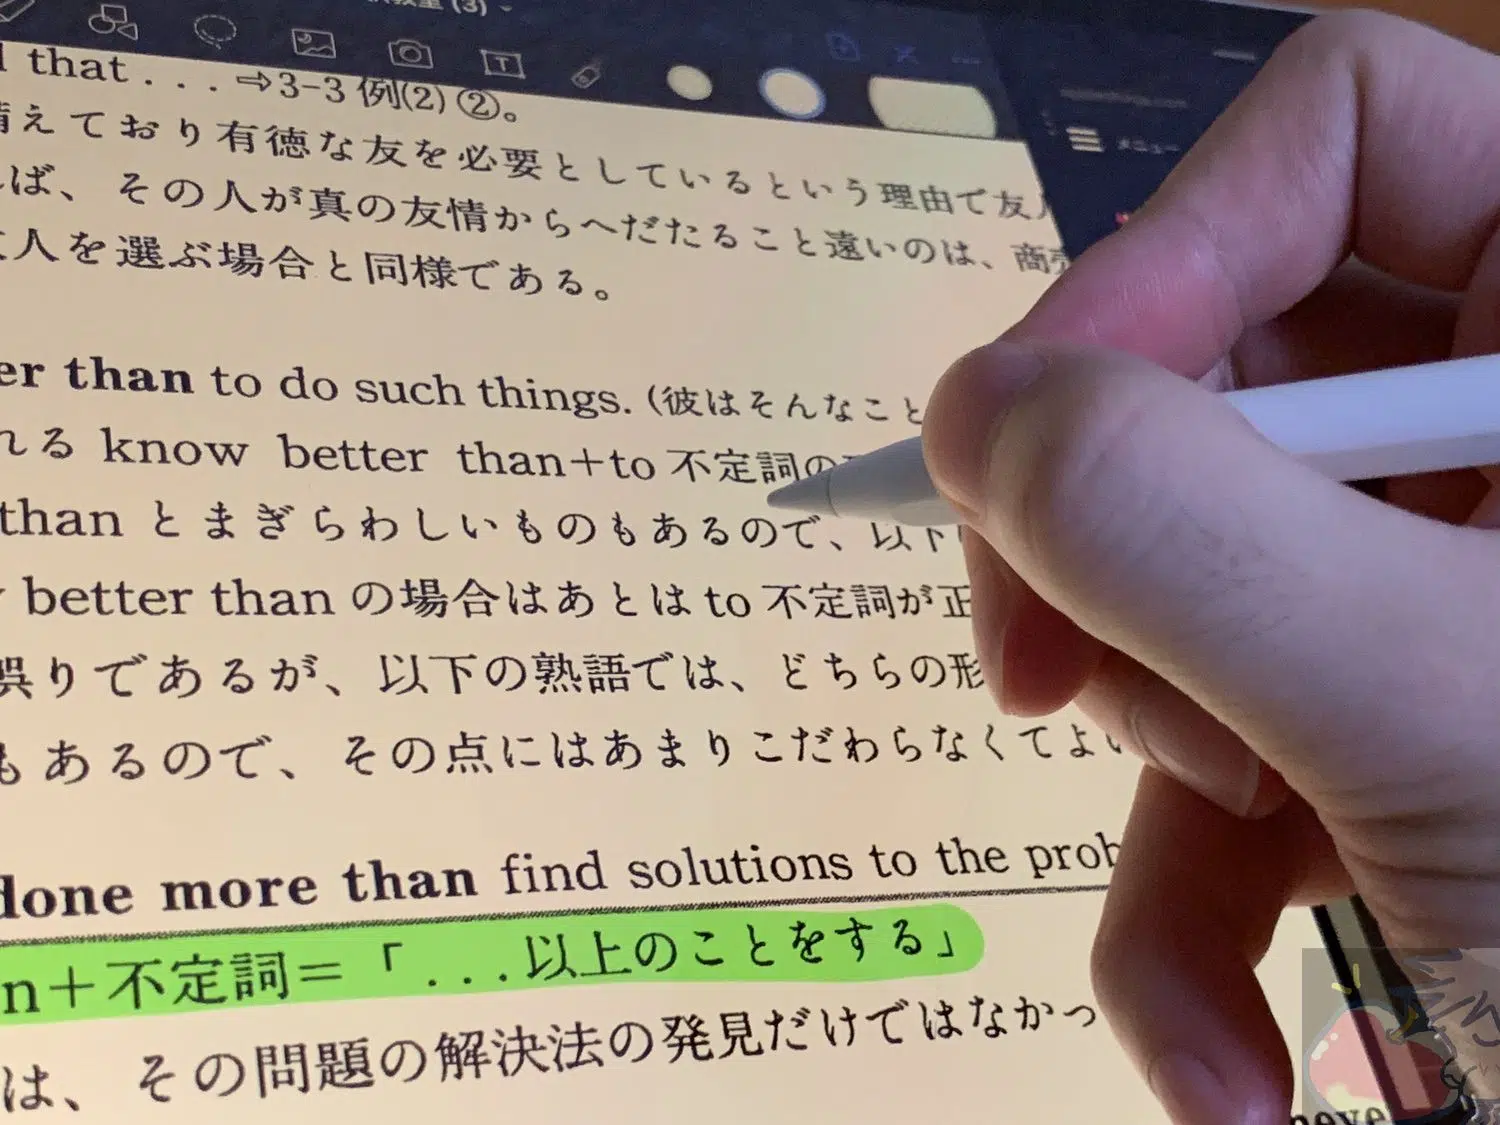 (3)
that . . . ⇒3-3 例(2) ②。
えており有徳な友を必要としているという理由で友
ば、その人が真の友情からへだたること遠いのは、商売
人を選ぶ場合と同様である。
er than to do such things. (彼はそんなこと
れる know better than+to 不定詞の
than とまぎらわしいものもあるので、以下
better than の場合はあとは to 不定詞が正
誤りであるが、以下の熟語では、どちらの形
もあるので、その点にはあまりこだわらなくてよい
done more than find solutions to the prob
n+不定詞=「. . .以上のことをする」
は、その問題の解決法の発見だけではなかっ
メニュー